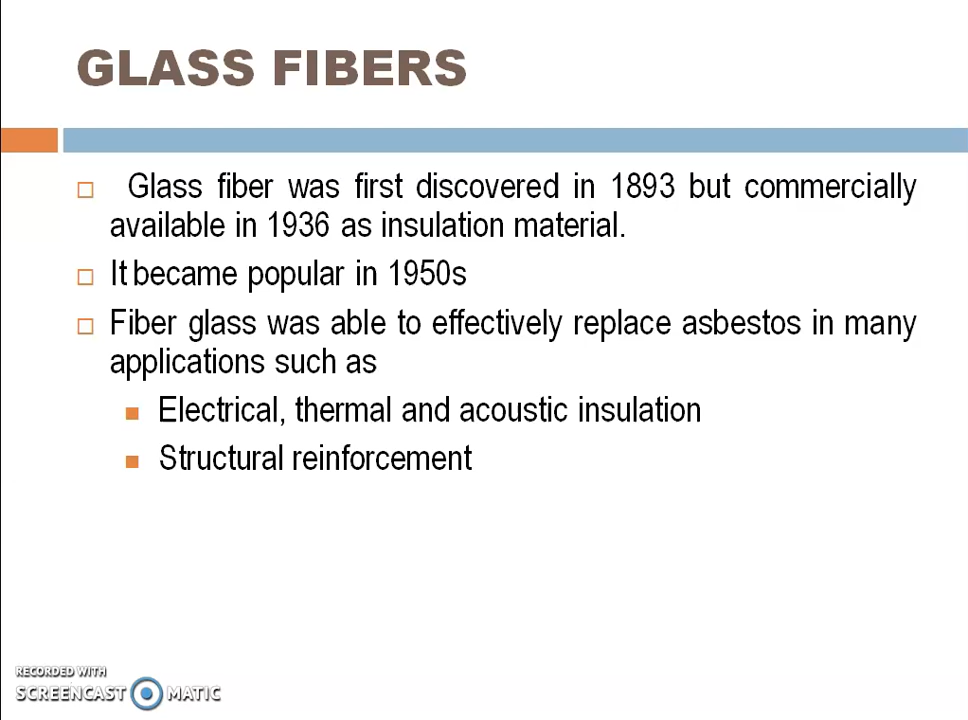 GLASS FIBERS
Glass fiber was first discovered in 1893 but commercially
available in 1936 as insulation material.
It became popular in 1950s
Fiber glass was able to effectively replace asbestos in many
applications such as
Electrical, thermal and acoustic insulation
Structural reinforcement
RECORDED WITH
SCREENCAST MATIC